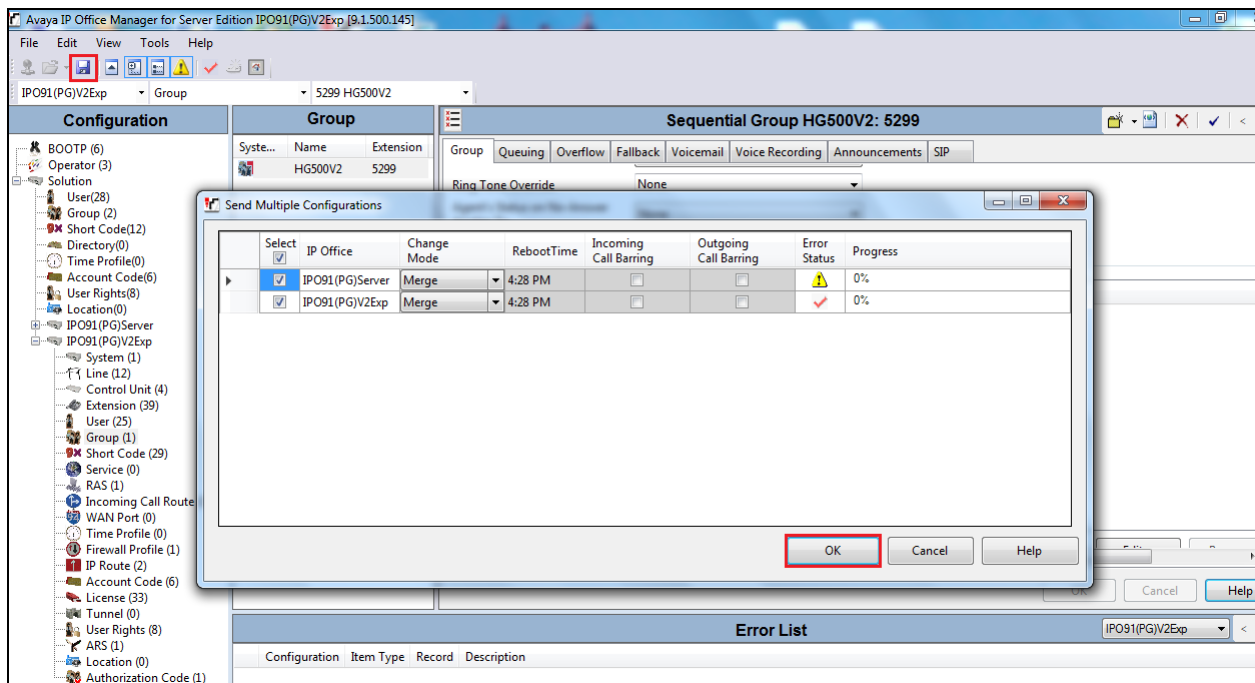 Avaya IP Office Manager for Server Edition IPO91(PG)V2Exp [9.1.500.145]
File Edit View Tools Help
IPO91(PG)V2Exp Group 5299 HG500V2
Configuration
BOOTP (6)
Operator (3)
Solution
User(28)
Group (2)
Short Code(12)
Directory(0)
Time Profile(0)
Account Code(6)
User Rights(8)
Location(0)
IPO91(PG)Server
IPO91(PG)V2Exp
System (1)
Line (12)
Control Unit (4)
Extension (39)
User (25)
Group (1)
Short Code (29)
Service (0)
RAS (1)
Incoming Call Route
WAN Port (0)
Time Profile (0)
Firewall Profile (1)
IP Route (2)
Account Code (6)
License (33)
Tunnel (0)
User Rights (8)
ARS (1)
Location (0)
Authorization Code (1)
Group
Syste... Name Extension
HG500V2 5299
Sequential Group HG500V2: 5299
Group Queuing Overflow Fallback Voicemail Voice Recording Announcements SIP
Ring Tone Override None
Send Multiple Configurations
Select IP Office Change Mode RebootTime Incoming Call Barring Outgoing Call Barring Error Status Progress
IPO91(PG)Server Merge 4:28 PM 0%
IPO91(PG)V2Exp Merge 4:28 PM 0%
OK Cancel Help
OK Cancel Help
Error List
IPO91(PG)V2Exp
Configuration Item Type Record Description